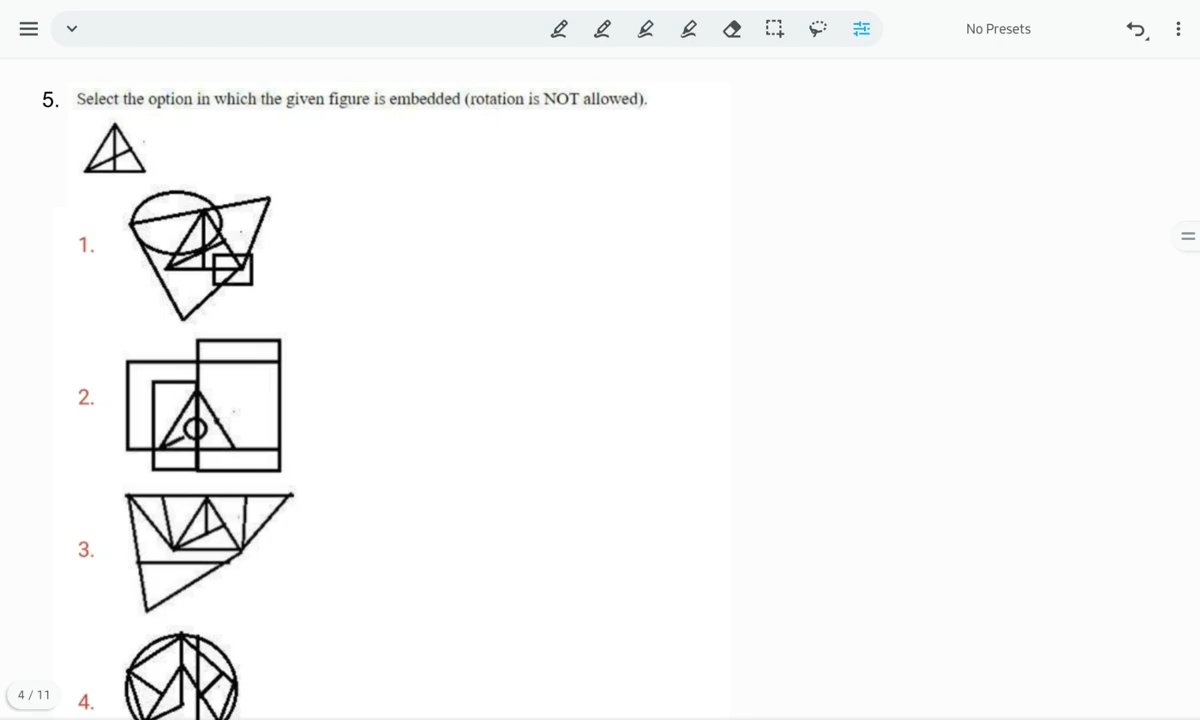 No Presets
5. Select the option in which the given figure is embedded (rotation is NOT allowed).
1.
2.
3.
4.
4 / 11